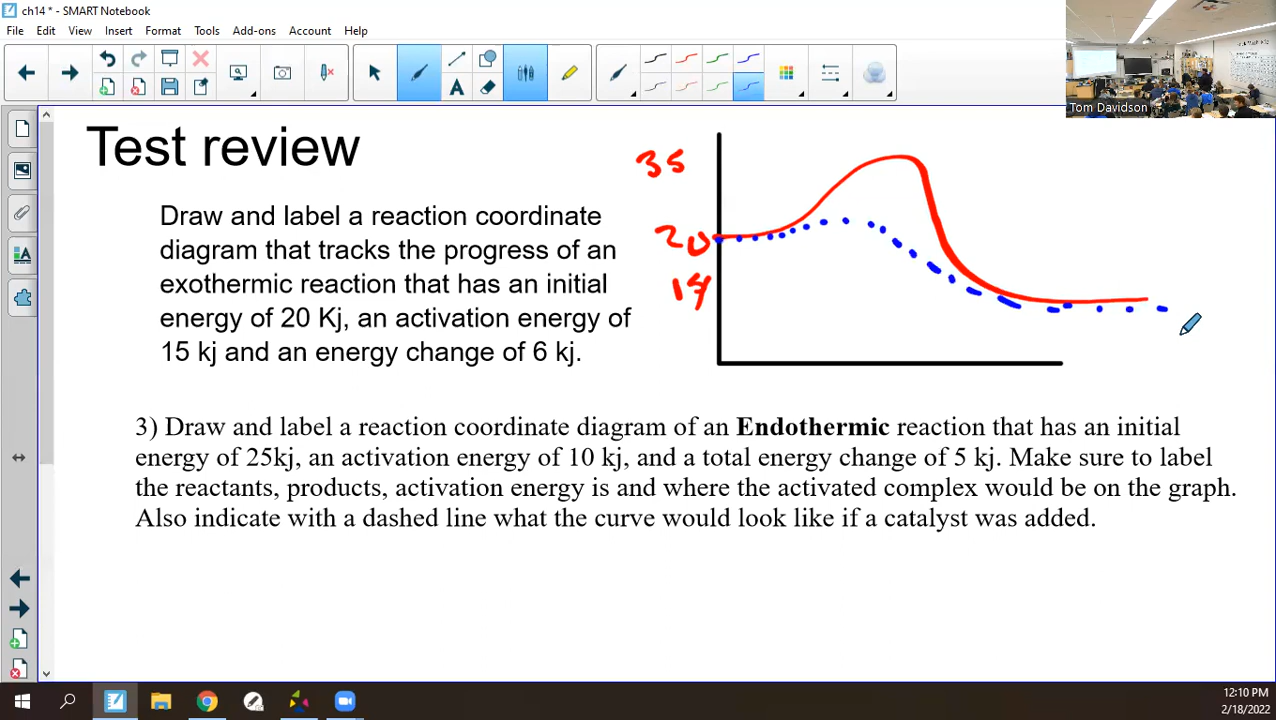 ch14 * - SMART Notebook
File Edit View Insert Format Tools Add-ons Account Help
Tom Davidson
Test review
Draw and label a reaction coordinate
diagram that tracks the progress of an
exothermic reaction that has an initial
energy of 20 Kj, an activation energy of
15 kj and an energy change of 6 kj.
35
20
14
3) Draw and label a reaction coordinate diagram of an Endothermic reaction that has an initial
energy of 25kj, an activation energy of 10 kj, and a total energy change of 5 kj. Make sure to label
the reactants, products, activation energy is and where the activated complex would be on the graph.
Also indicate with a dashed line what the curve would look like if a catalyst was added.
12:10 PM
2/18/2022